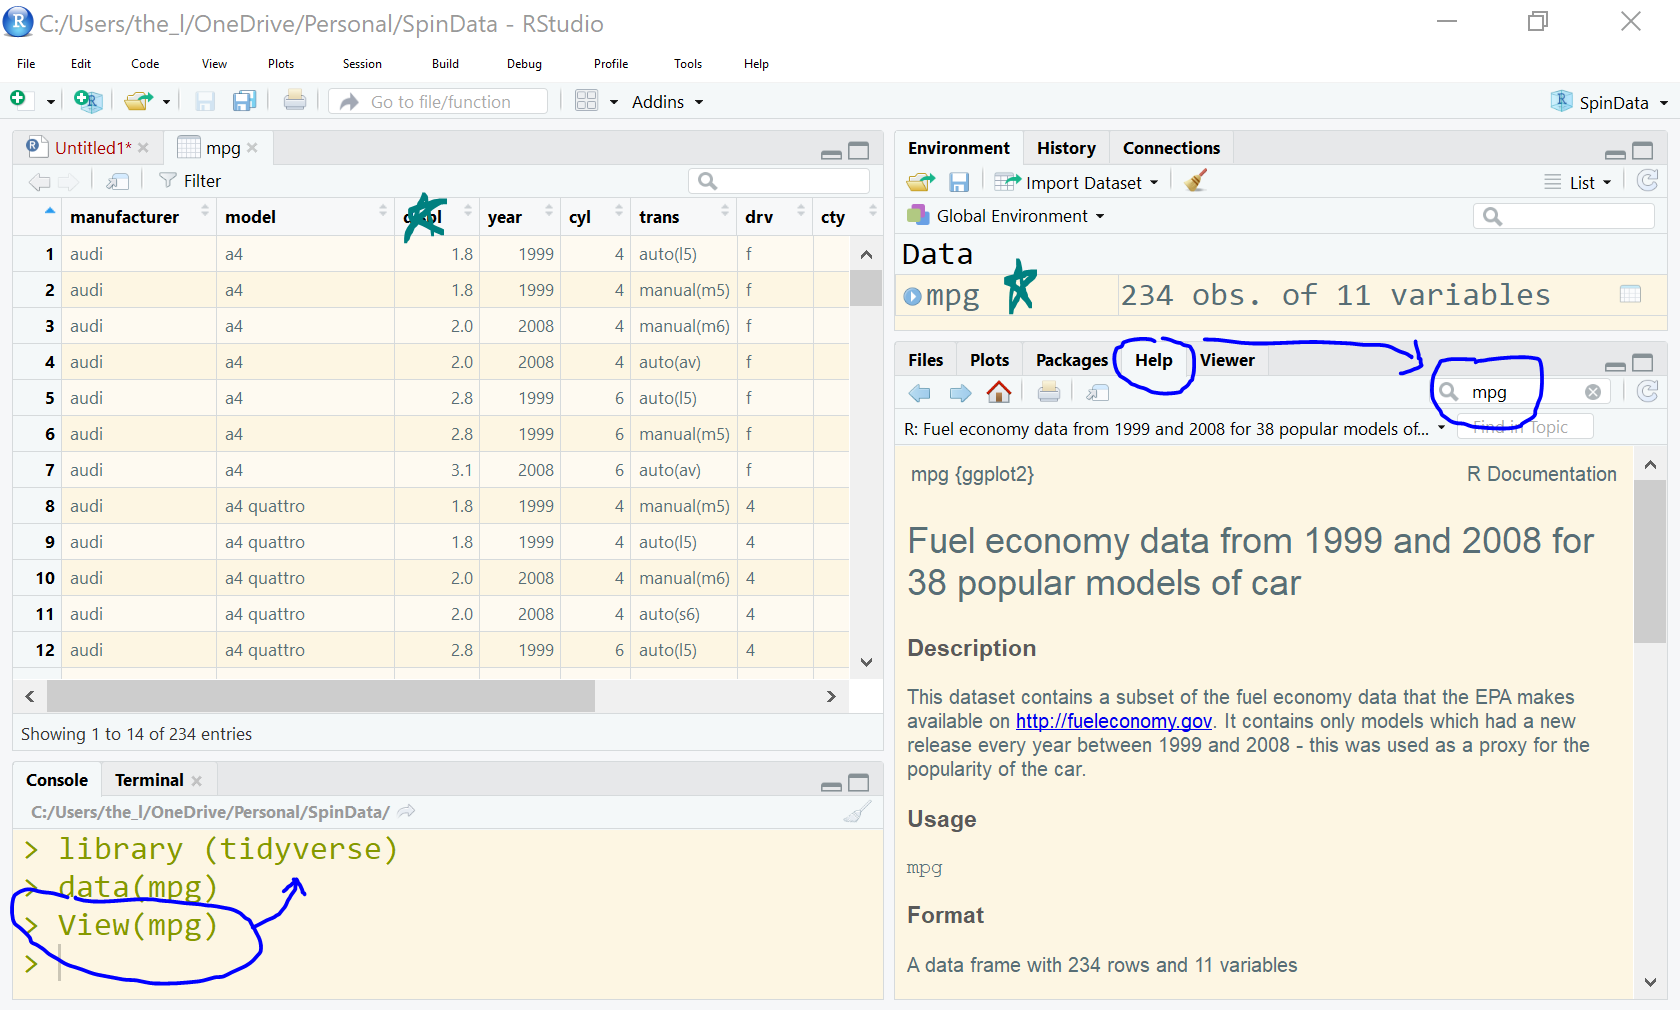 C:/Users/the_l/OneDrive/Personal/SpinData - RStudio
File Edit Code View Plots Session Build Debug Profile Tools Help
Go to file/function Addins SpinData
Untitled1* mpg
Filter
manufacturer model year cyl trans drv cty
1 audi a4 1.8 1999 4 auto(l5) f
2 audi a4 1.8 1999 4 manual(m5) f
3 audi a4 2.0 2008 4 manual(m6) f
4 audi a4 2.0 2008 4 auto(av) f
5 audi a4 2.8 1999 6 auto(l5) f
6 audi a4 2.8 1999 6 manual(m5) f
7 audi a4 3.1 2008 6 auto(av) f
8 audi a4 quattro 1.8 1999 4 manual(m5) 4
9 audi a4 quattro 1.8 1999 4 auto(l5) 4
10 audi a4 quattro 2.0 2008 4 manual(m6) 4
11 audi a4 quattro 2.0 2008 4 auto(s6) 4
12 audi a4 quattro 2.8 1999 6 auto(l5) 4
Showing 1 to 14 of 234 entries
Console Terminal
C:/Users/the_l/OneDrive/Personal/SpinData/
> library (tidyverse)
> data(mpg)
> View(mpg)
>
Environment History Connections
Import Dataset List
Global Environment
Data
mpg 234 obs. of 11 variables
Files Plots Packages Help Viewer
mpg
R: Fuel economy data from 1999 and 2008 for 38 popular models of... Find in Topic
mpg {ggplot2} R Documentation
Fuel economy data from 1999 and 2008 for
38 popular models of car
Description
This dataset contains a subset of the fuel economy data that the EPA makes
available on http://fueleconomy.gov. It contains only models which had a new
release every year between 1999 and 2008 - this was used as a proxy for the
popularity of the car.
Usage
mpg
Format
A data frame with 234 rows and 11 variables